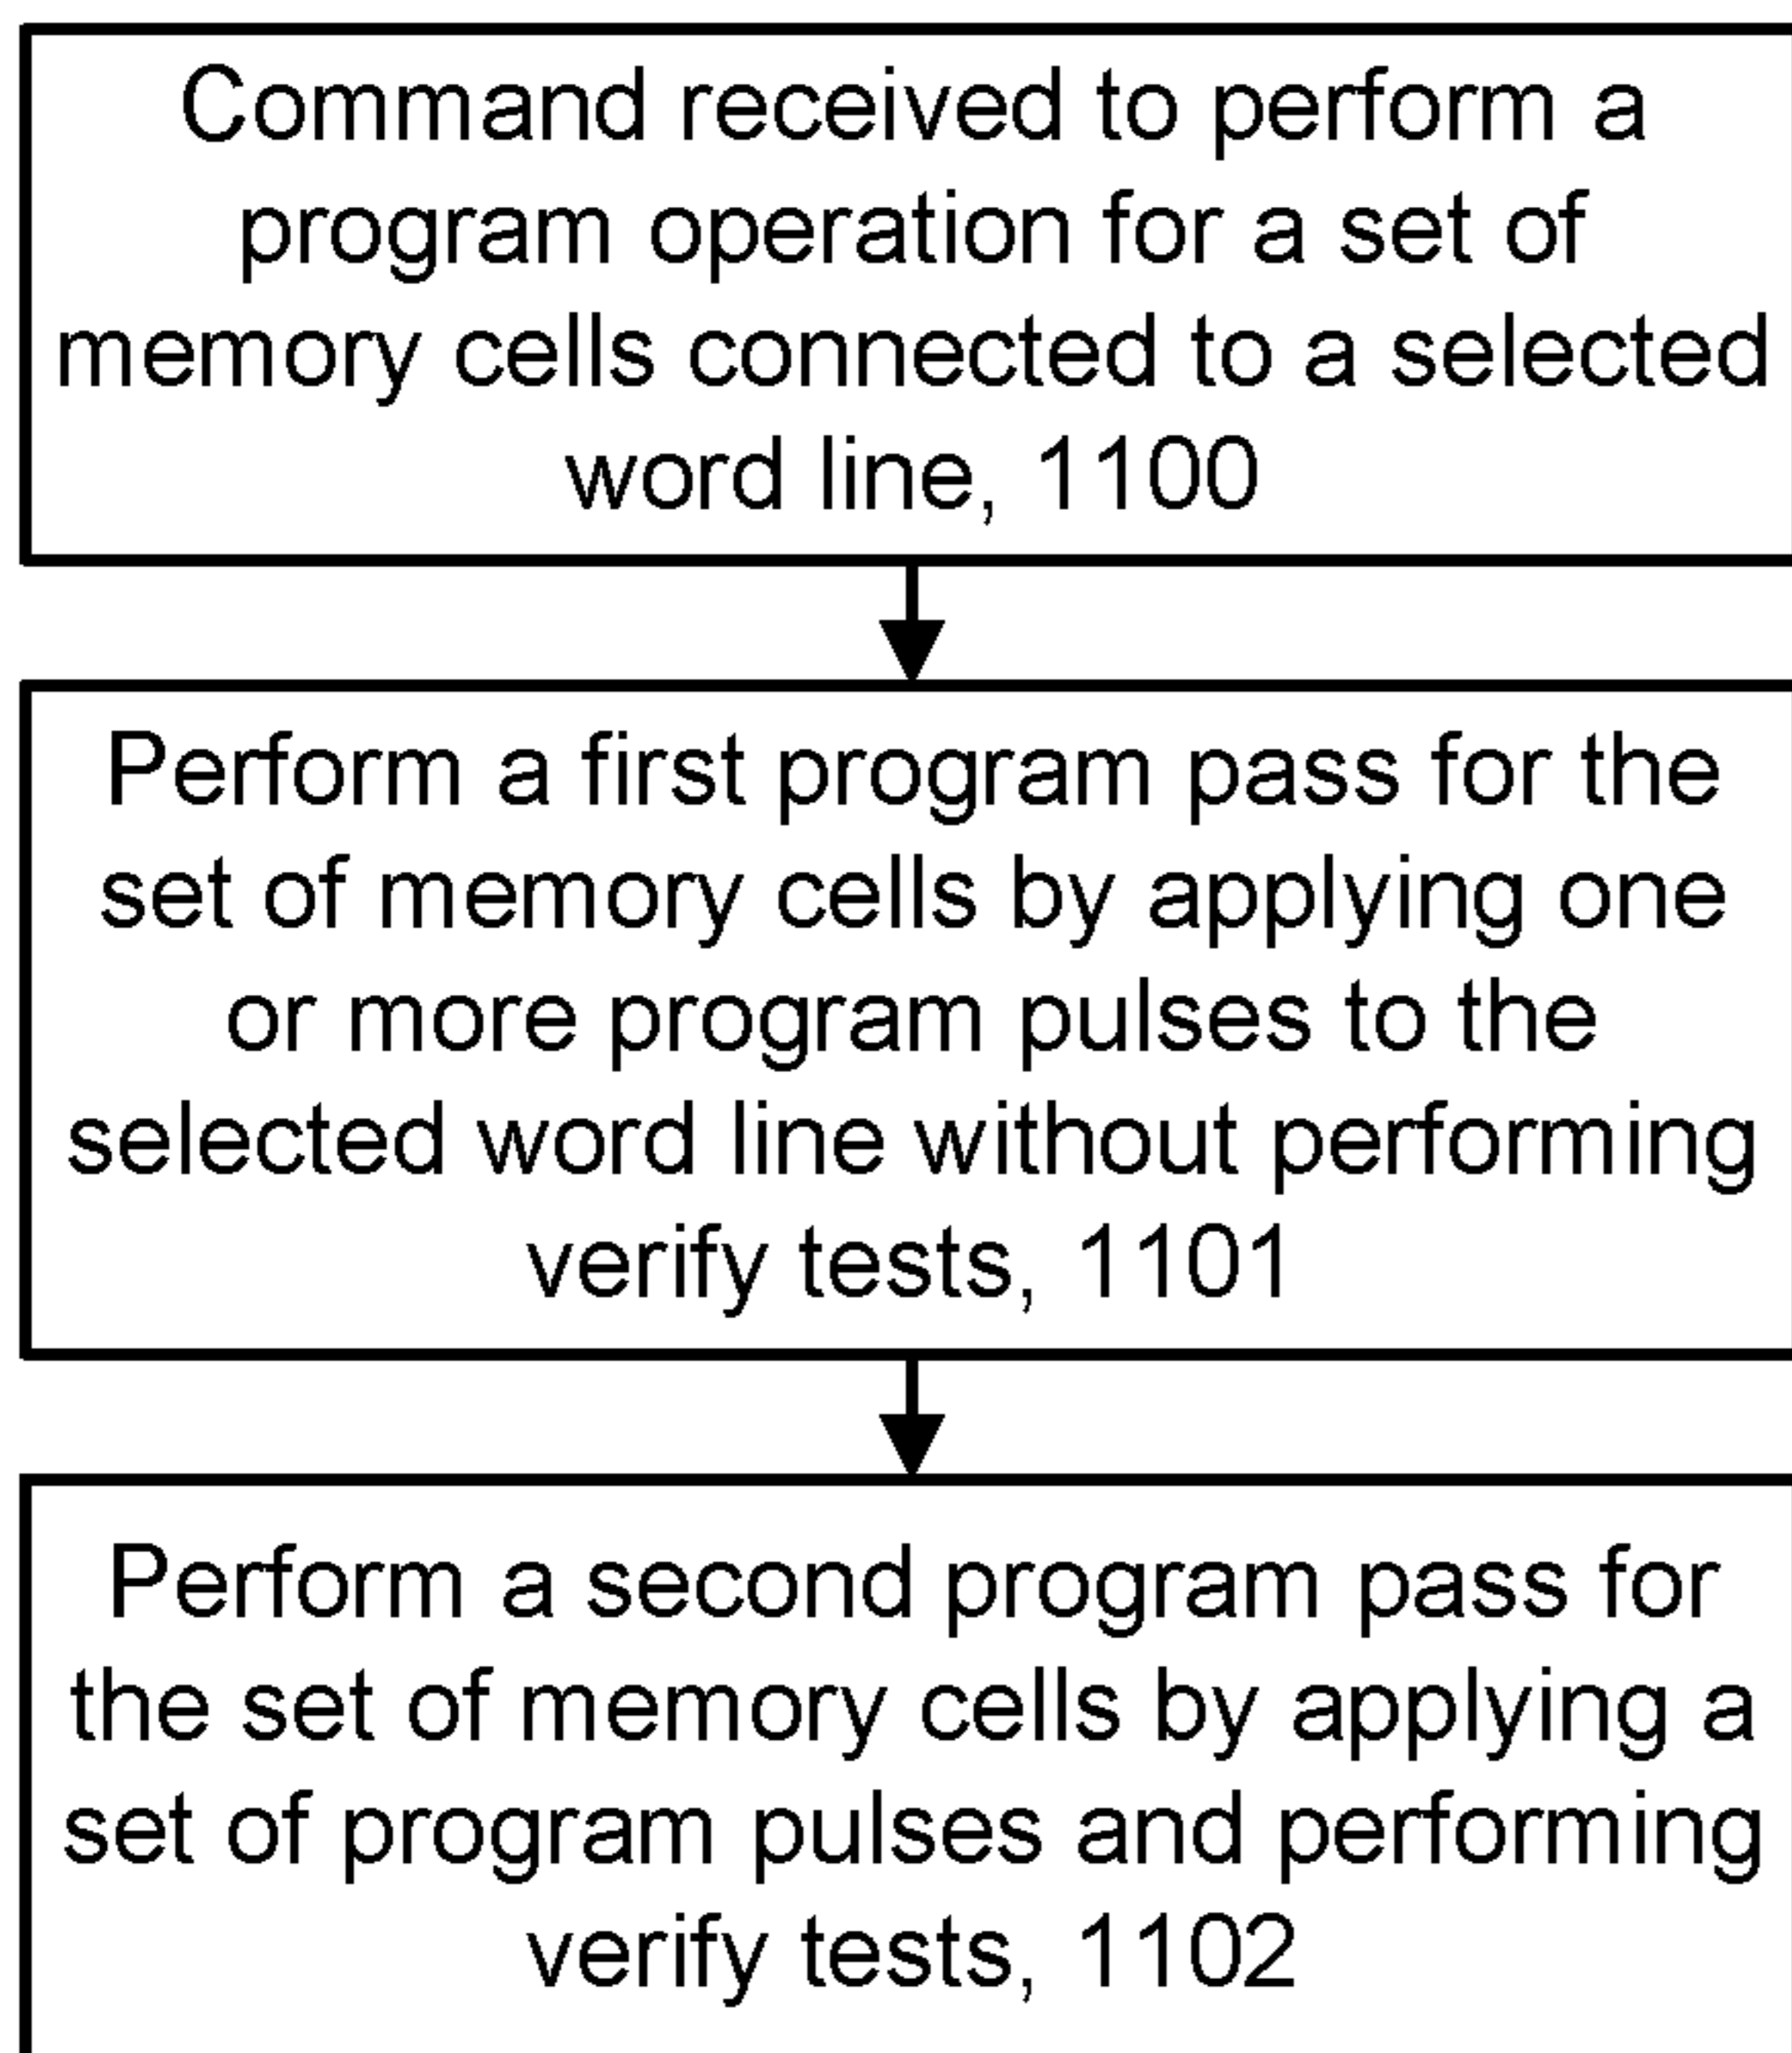 Command received to perform a
program operation for a set of
memory cells connected to a selected
word line, 1100
Perform a first program pass for the
set of memory cells by applying one
or more program pulses to the
selected word line without performing
verify tests, 1101
Perform a second program pass for
the set of memory cells by applying a
set of program pulses and performing
verify tests, 1102